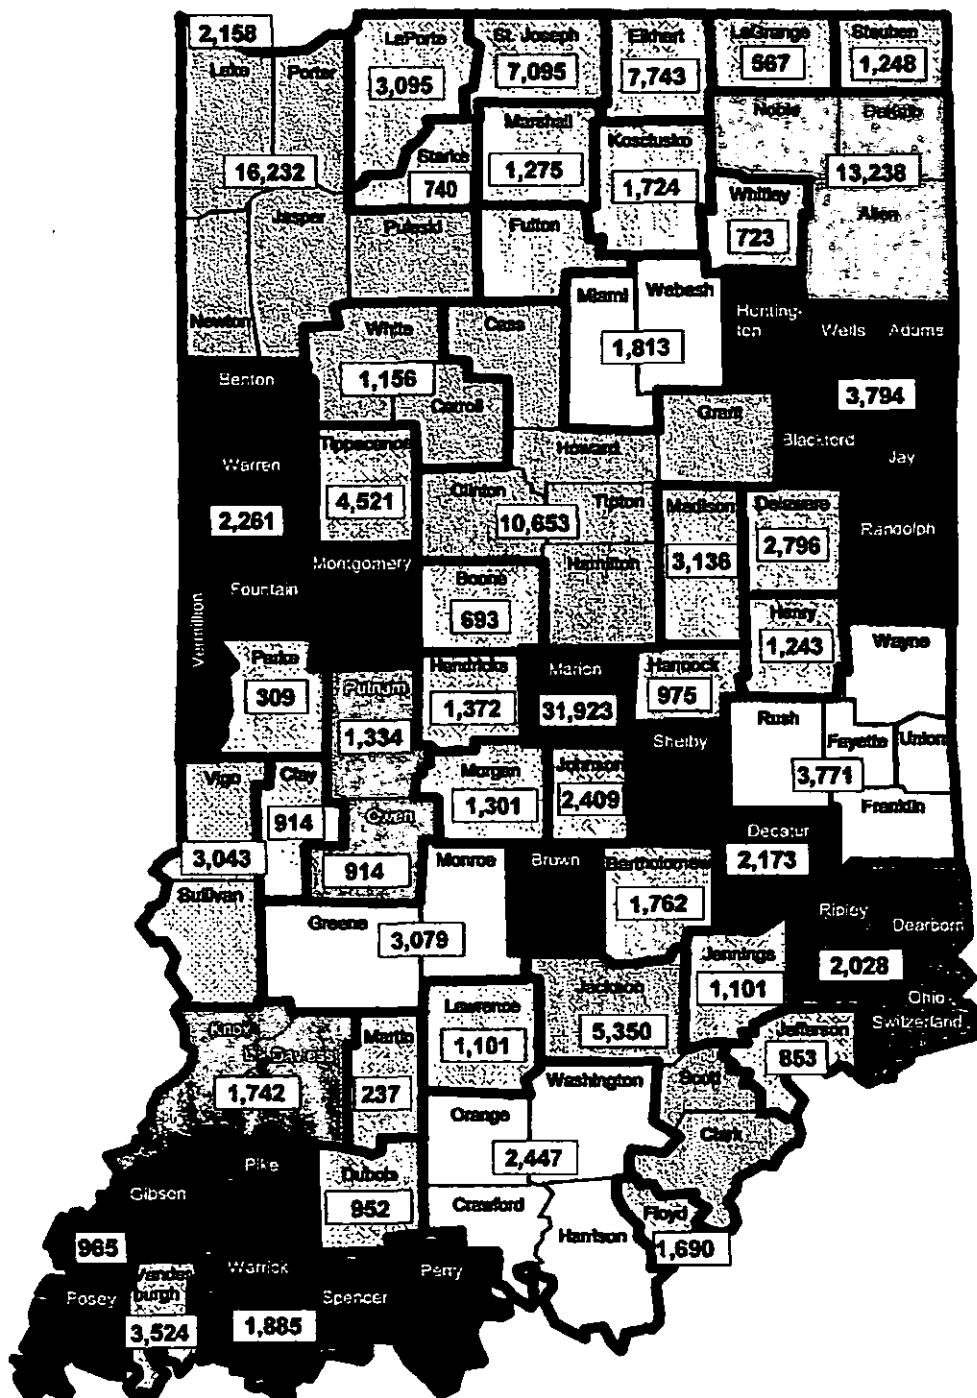 2,158
LaPorte
St. Joseph
Elkhart
LaGrange
Steuben
Lake
Porter
3,095
7,095
7,743
567
1,248
Marshall
Noble
DeKalb
Starke
Kosciusko
16,232
740
1,275
1,724
Whitley
13,238
Jasper
Pulaski
Fulton
723
Allen
Newton
White
Cass
Miami
Wabash
Hunting-
ton
Wells
Adams
Benton
1,156
1,813
3,794
Carroll
Grant
Tippecanoe
Howard
Blackford
Jay
Warren
4,521
Clinton
Tipton
Madison
Delaware
2,261
10,653
2,796
Randolph
Montgomery
Hamilton
3,136
Fountain
Boone
693
Henry
Vermillion
1,243
Wayne
Parke
Putnam
Hendricks
Marion
Hancock
309
1,372
31,923
975
Rush
1,334
Shelby
Fayette
Union
Vigo
Clay
Morgan
Johnson
3,771
914
1,301
2,409
Franklin
Owen
Decatur
3,043
914
Monroe
Brown
Bartholomew
2,173
Sullivan
1,762
Ripley
Dearborn
Greene
3,079
Jennings
2,028
Jackson
1,101
Ohio
Knox
Lawrence
5,350
Jefferson
Switzerland
Daviess
Martin
1,101
853
1,742
237
Washington
Scott
Orange
Clark
Pike
2,447
Gibson
Dubois
952
Crawford
Floyd
Harrison
965
1,690
Warrick
Perry
Posey
Vander
burgh
Spencer
3,524
1,885